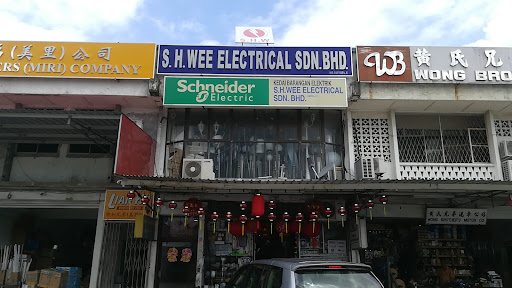 S.H.W
(美里)公司
ERS (MIRI) COMPANY
S.H.WEE ELECTRICAL SDN.BHD.
WB 黄氏兄
WONG BRO
Schneider
Electric
KEDAI BARANGAN ELEKTRIK
S.H.WEE ELECTRICAL
SDN. BHD.